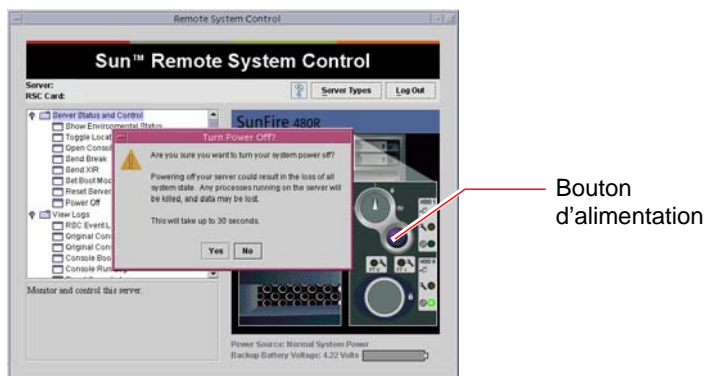 Remote System Control
Sun™ Remote System Control
Server:
RSC Card:
Server Types
Log Out
Server Status and Control
Show Environmental Status
Toggle Locat
Open Consol
Send Break
Send XIR
Set Boot Mod
Reset Server
Power Off
View Logs
RSC Event L
Original Con
Original Con
Console Boo
Console Run
Monitor and control this server.
SunFire 480R
Turn Power Off?
Are you sure you want to turn your system power off?
Powering off your server could result in the loss of all
system state. Any processes running on the server will
be killed, and data may be lost.
This will take up to 30 seconds.
Yes
No
Power Source: Normal System Power
Backup Battery Voltage: 4.22 Volts
Bouton
d'alimentation